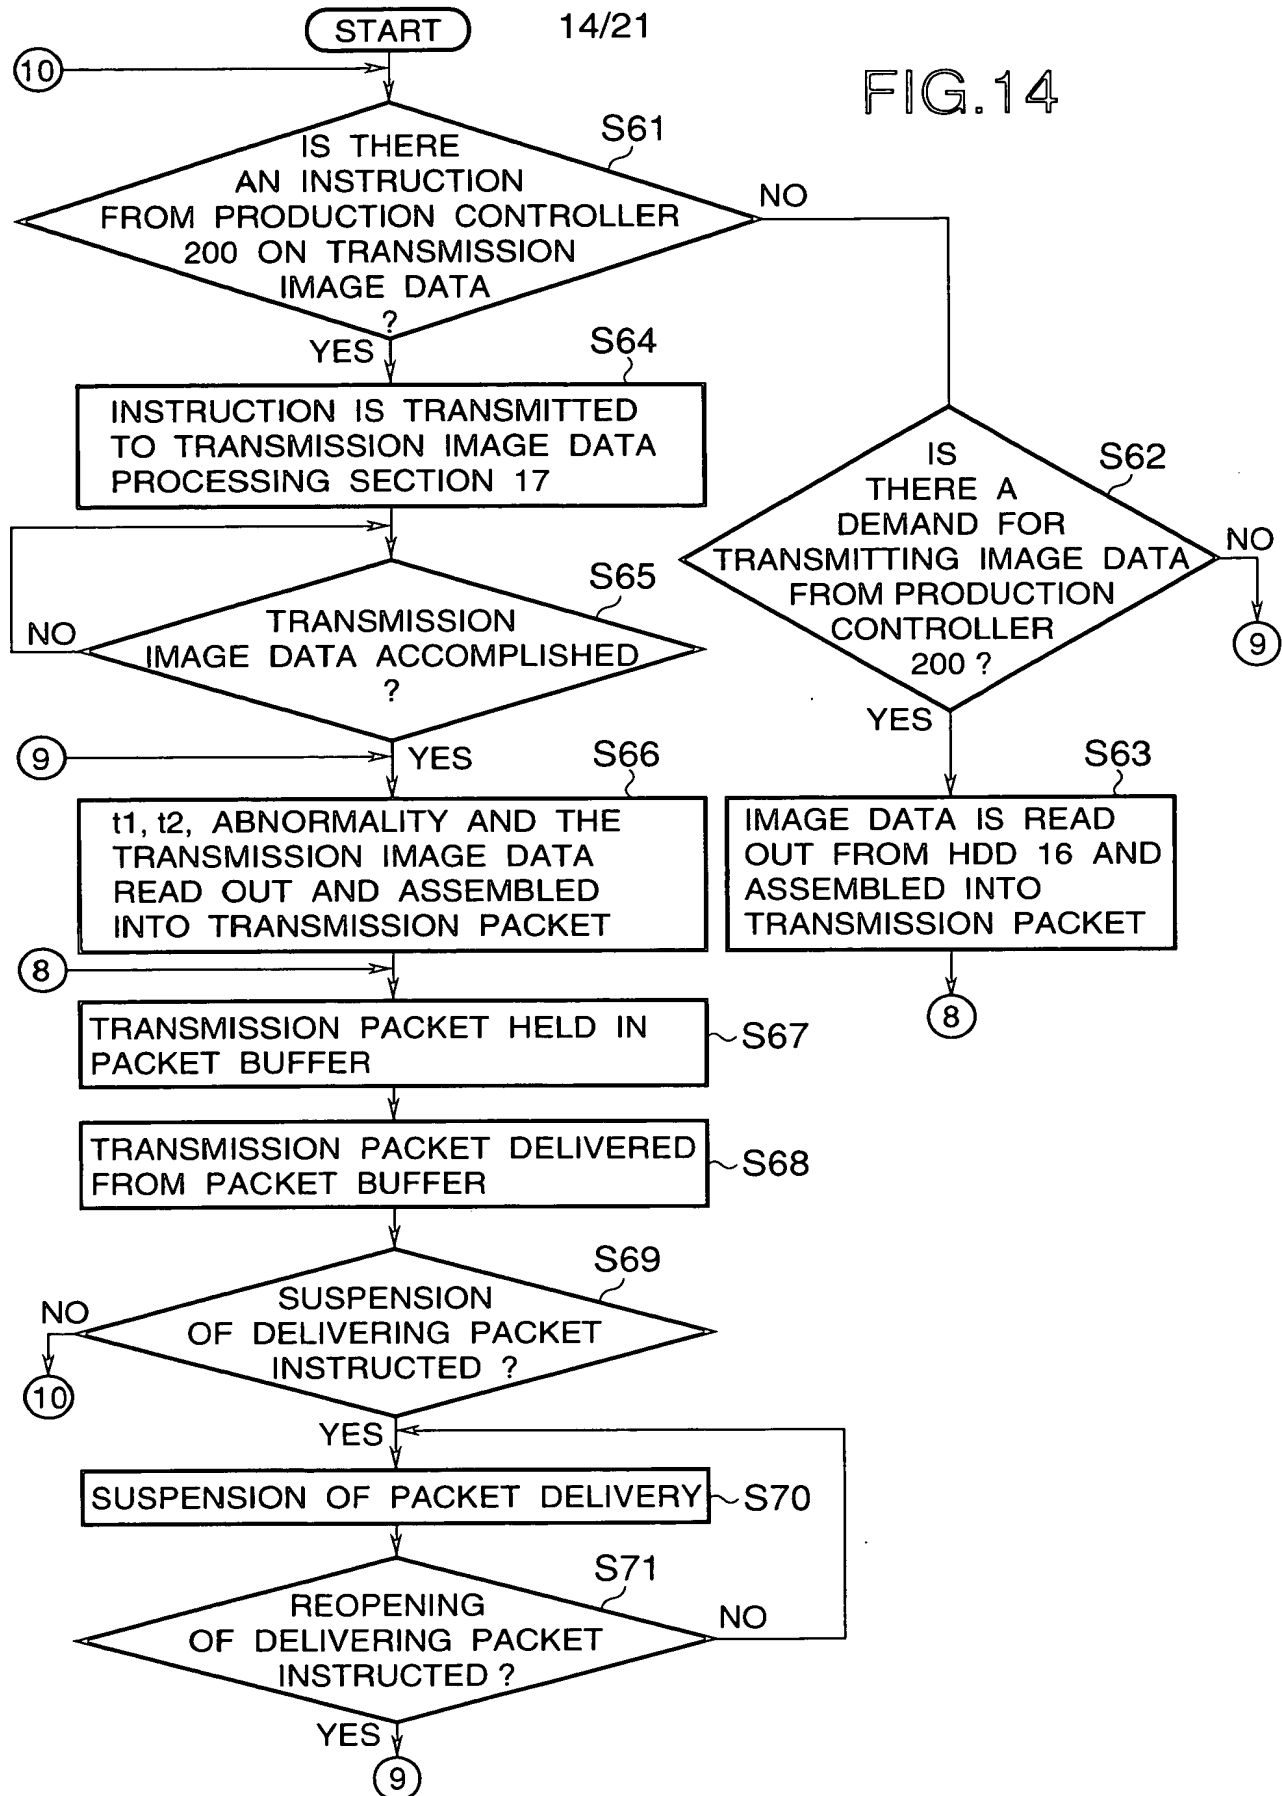 START
14/21
FIG.14
10
S61
IS THERE
AN INSTRUCTION
FROM PRODUCTION CONTROLLER
200 ON TRANSMISSION
IMAGE DATA
?
NO
YES
S64
INSTRUCTION IS TRANSMITTED
TO TRANSMISSION IMAGE DATA
PROCESSING SECTION 17
S62
IS
THERE A
DEMAND FOR
TRANSMITTING IMAGE DATA
FROM PRODUCTION
CONTROLLER
200 ?
NO
9
YES
S65
TRANSMISSION
IMAGE DATA ACCOMPLISHED
?
NO
9
YES
S66
t1, t2, ABNORMALITY AND THE
TRANSMISSION IMAGE DATA
READ OUT AND ASSEMBLED
INTO TRANSMISSION PACKET
S63
IMAGE DATA IS READ
OUT FROM HDD 16 AND
ASSEMBLED INTO
TRANSMISSION PACKET
8
8
TRANSMISSION PACKET HELD IN
PACKET BUFFER
S67
TRANSMISSION PACKET DELIVERED
FROM PACKET BUFFER
S68
S69
SUSPENSION
OF DELIVERING PACKET
INSTRUCTED ?
NO
10
YES
SUSPENSION OF PACKET DELIVERY
S70
S71
REOPENING
OF DELIVERING PACKET
INSTRUCTED ?
NO
YES
9